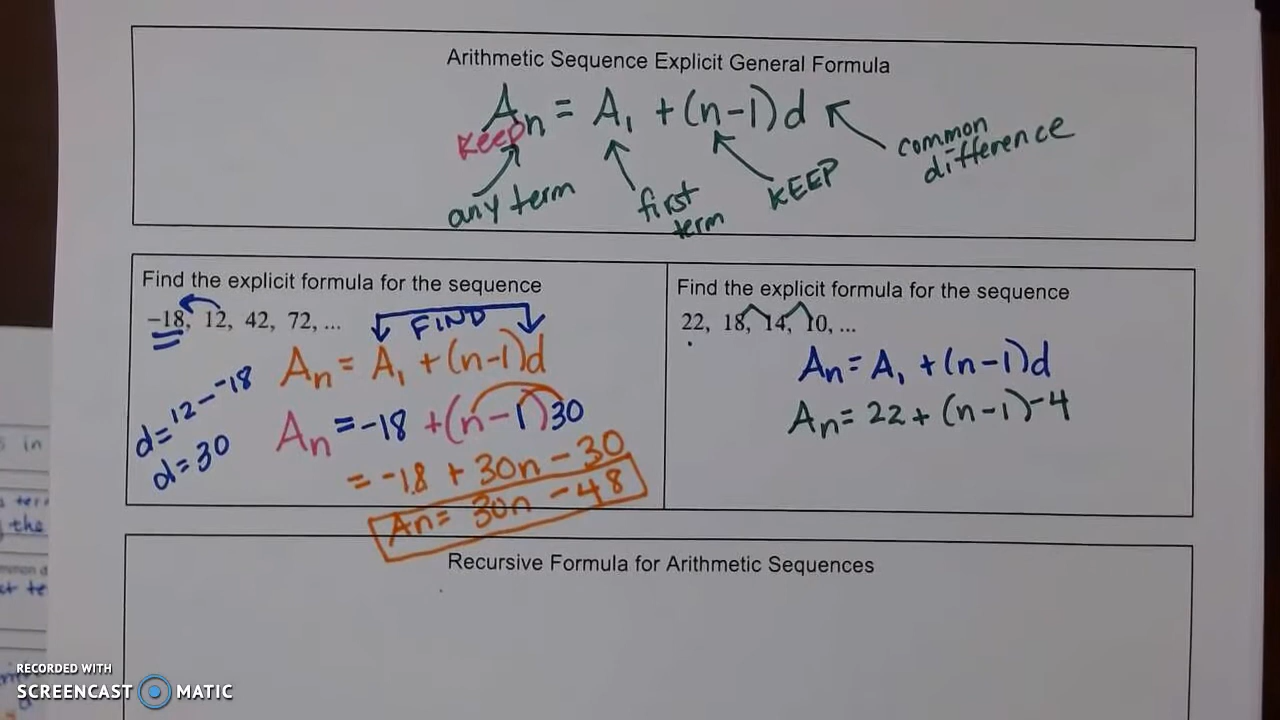 Arithmetic Sequence Explicit General Formula
Aₙ = A₁ + (n-1)d
Keep
any term
first term
KEEP
common difference
Find the explicit formula for the sequence
-18, 12, 42, 72, ...
FIND
Aₙ = A₁ + (n-1)d
d = 12 - -18
d = 30
Aₙ = -18 + (n-1)30
= -18 + 30n - 30
An = 30n - 48
Find the explicit formula for the sequence
22, 18, 14, 10, ...
An = A₁ + (n-1)d
An = 22 + (n-1)-4
Recursive Formula for Arithmetic Sequences
s in
the
RECORDED WITH
SCREENCAST MATIC